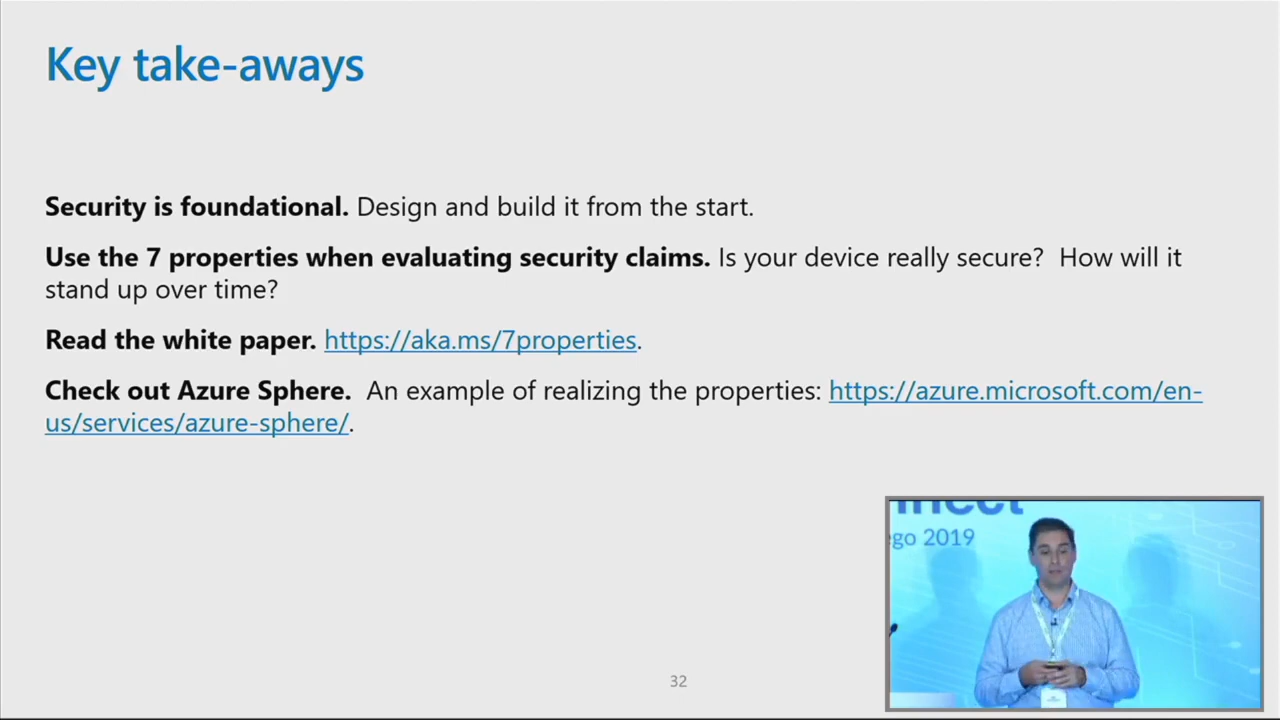 Key take-aways
Security is foundational. Design and build it from the start.
Use the 7 properties when evaluating security claims. Is your device really secure?  How will it
stand up over time?
Read the white paper. https://aka.ms/7properties.
Check out Azure Sphere.  An example of realizing the properties: https://azure.microsoft.com/en-
us/services/azure-sphere/.
2019
32